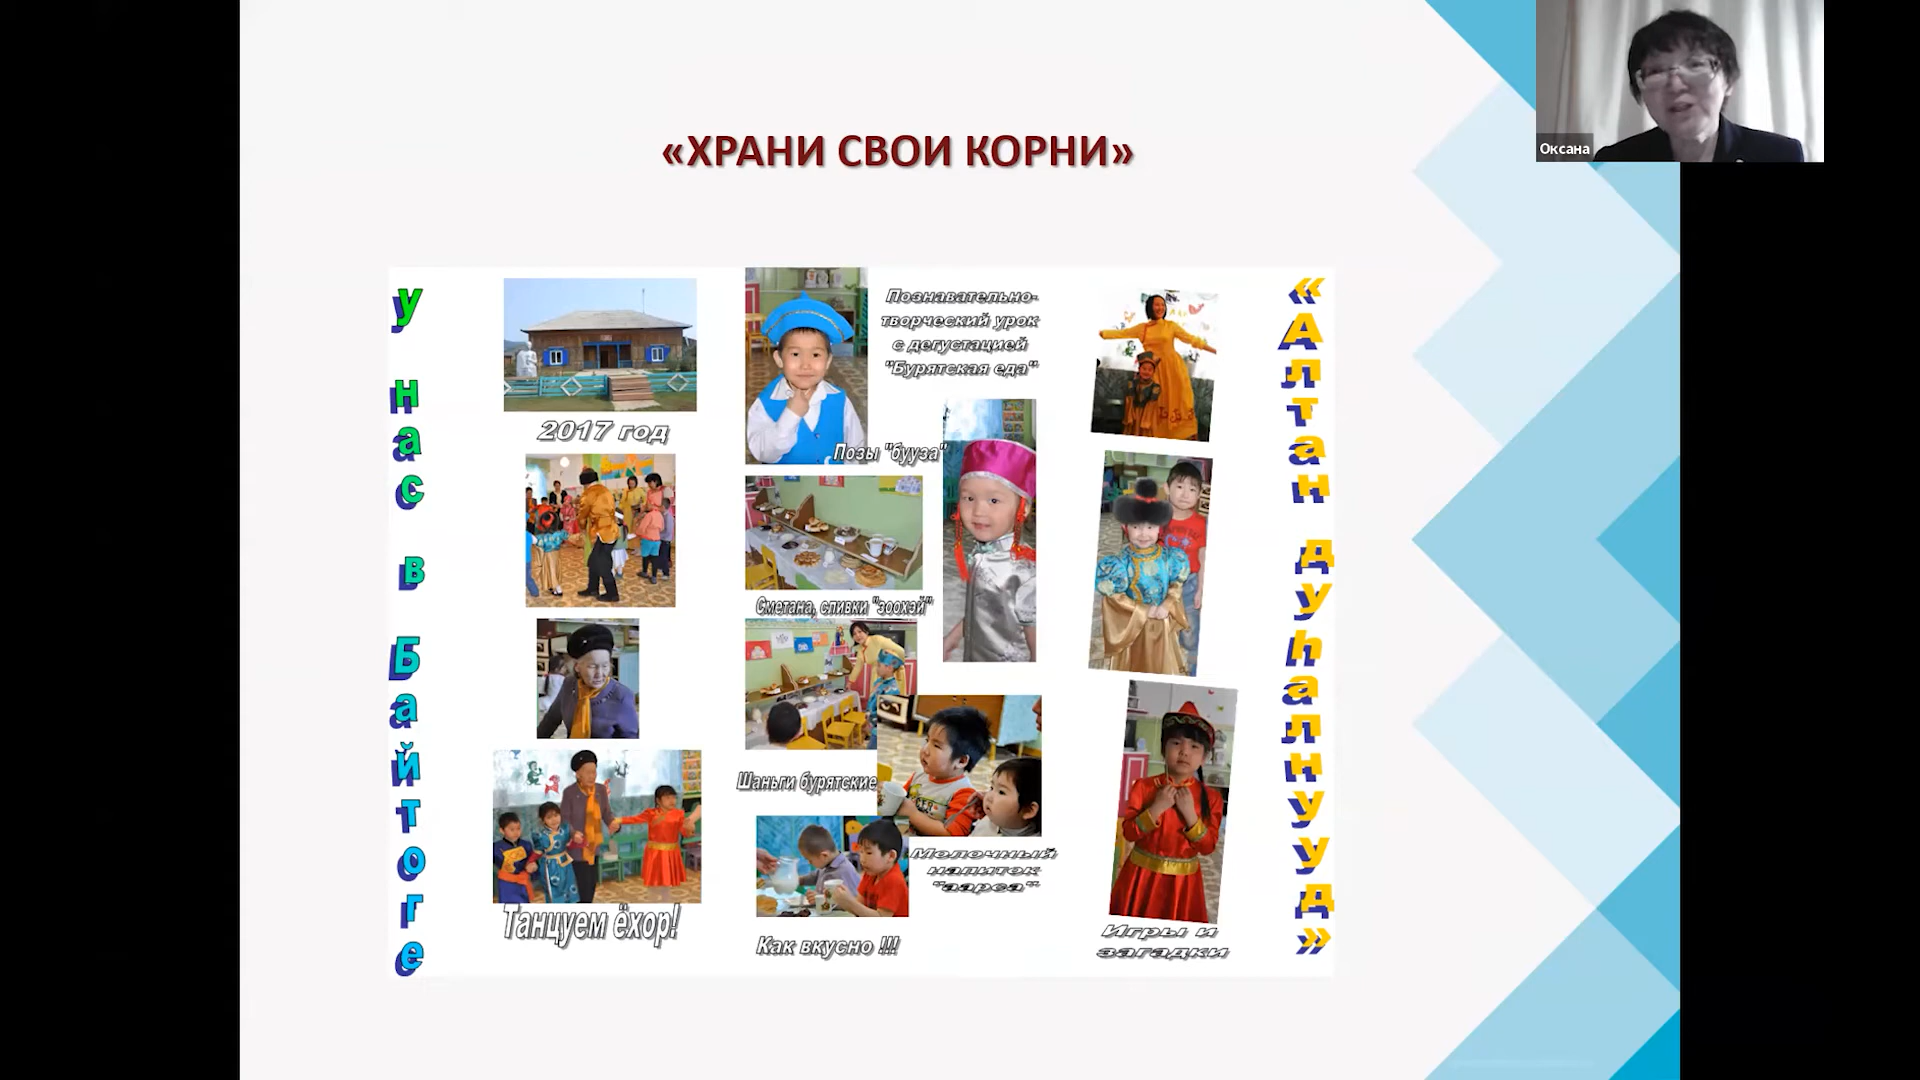 «ХРАНИ СВОИ КОРНИ»
Оксана
у нас в Байтоге
2017 год
Танцуем ёхор!
Познавательно-
творческий урок
с дегустацией
"Бурятская еда"
Позы "бууза"
Сметана, сливки "зоохэй"
Шаньги бурятские
Молочный
напиток
"аарса"
Как вкусно !!!
Игры и
загадки
«Алтан дуhалнууд»